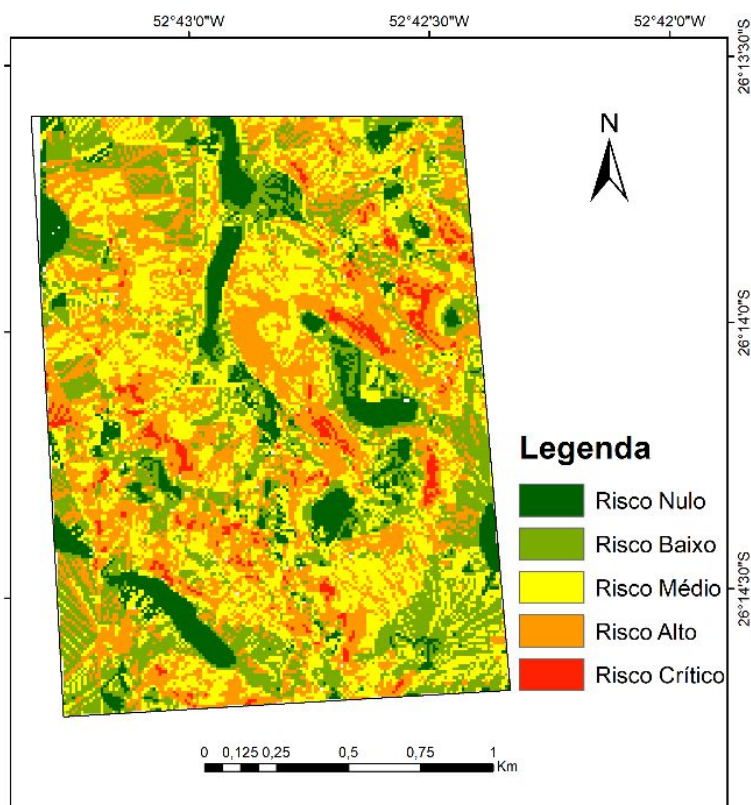 52°43'0"W 52°42'30"W 52°42'0"W
26°13'30"S
N
26°14'0"S
Legenda
Risco Nulo
Risco Baixo
Risco Médio
Risco Alto
Risco Crítico
26°14'30"S
0 0,125 0,25 0,5 0,75 1
Km